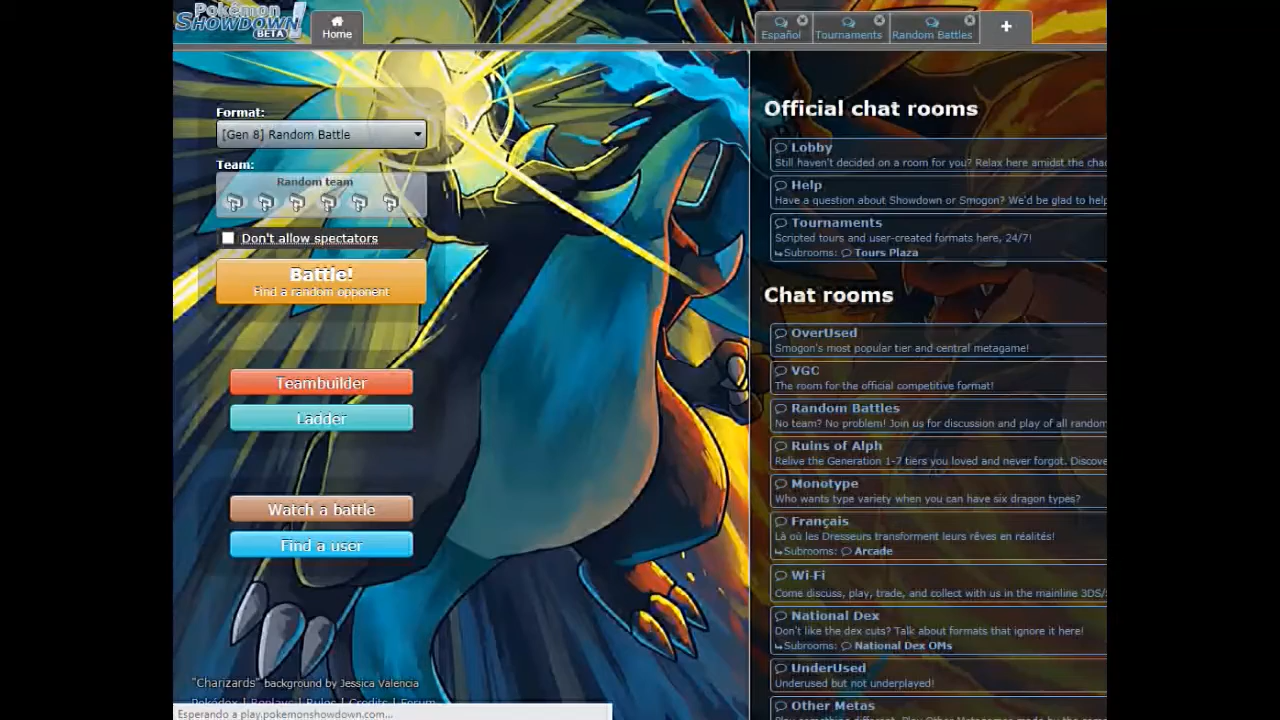 Pokémon
SHOWDOWN!
BETA
Home
Español
Tournaments
Random Battles
Format:
[Gen 8] Random Battle
Team:
Random team
Don't allow spectators
Battle!
Find a random opponent
Teambuilder
Ladder
Watch a battle
Find a user
"Charizards" background by Jessica Valencia
Pokédex | Replays | Rules | Credits | Forum
Esperando a play.pokemonshowdown.com...
Official chat rooms
Lobby
Still haven't decided on a room for you? Relax here amidst the
Help
Have a question about Showdown or Smogon? We'd be glad to help
Tournaments
Scripted tours and user-created formats here, 24/7!
↳Subrooms: Tours Plaza
Chat rooms
OverUsed
Smogon's most popular tier and central metagame!
VGC
The room for the official competitive format!
Random Battles
No team? No problem! Join us for discussion and play of all random
Ruins of Alph
Relive the Generation 1-7 tiers you loved and never forgot.
Monotype
Who wants type variety when you can have six dragon types?
Français
Là où les Dresseurs transforment leurs rêves en réalités!
↳Subrooms: Arcade
Wi-Fi
Come discuss, play, trade, and collect with us in the mainline 3DS/
National Dex
Don't like the dex cuts? Talk about formats that ignore it here!
↳Subrooms: National Dex OMs
UnderUsed
Underused but not underplayed!
Other Metas